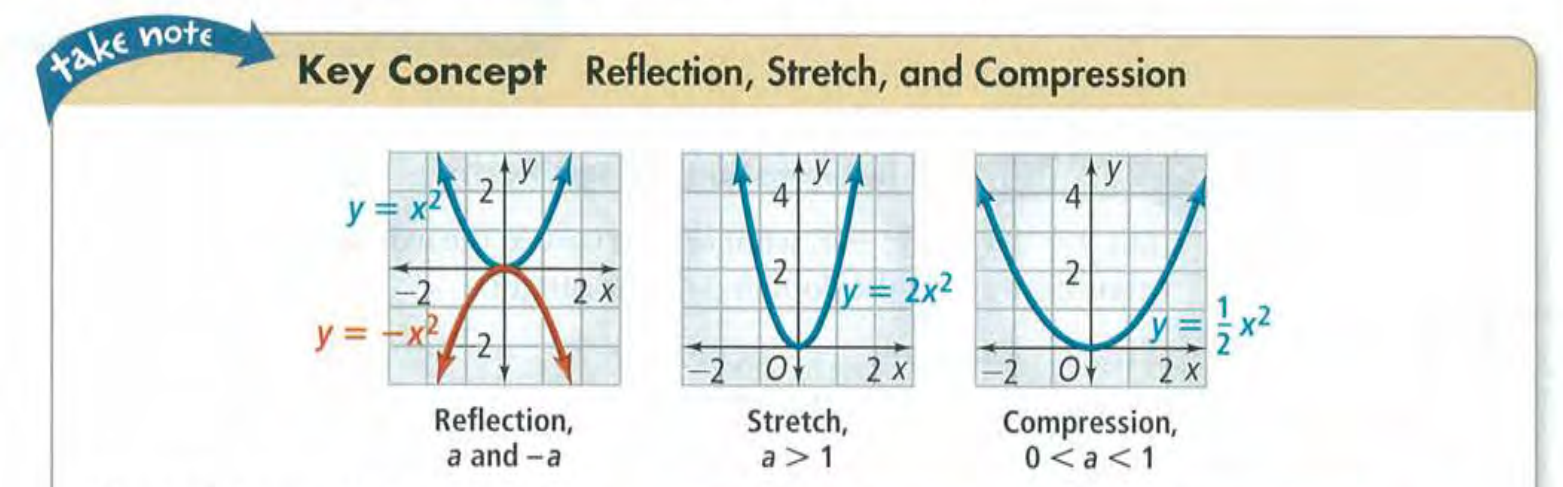 take note
Key Concept Reflection, Stretch, and Compression
y = x²
2
y
-2
2 x
y = -x²
-2
4
y
2
y = 2x²
-2
O
2 x
4
y
2
y = 1/2 x²
-2
O
2 x
Reflection,
a and -a
Stretch,
a > 1
Compression,
0 < a < 1